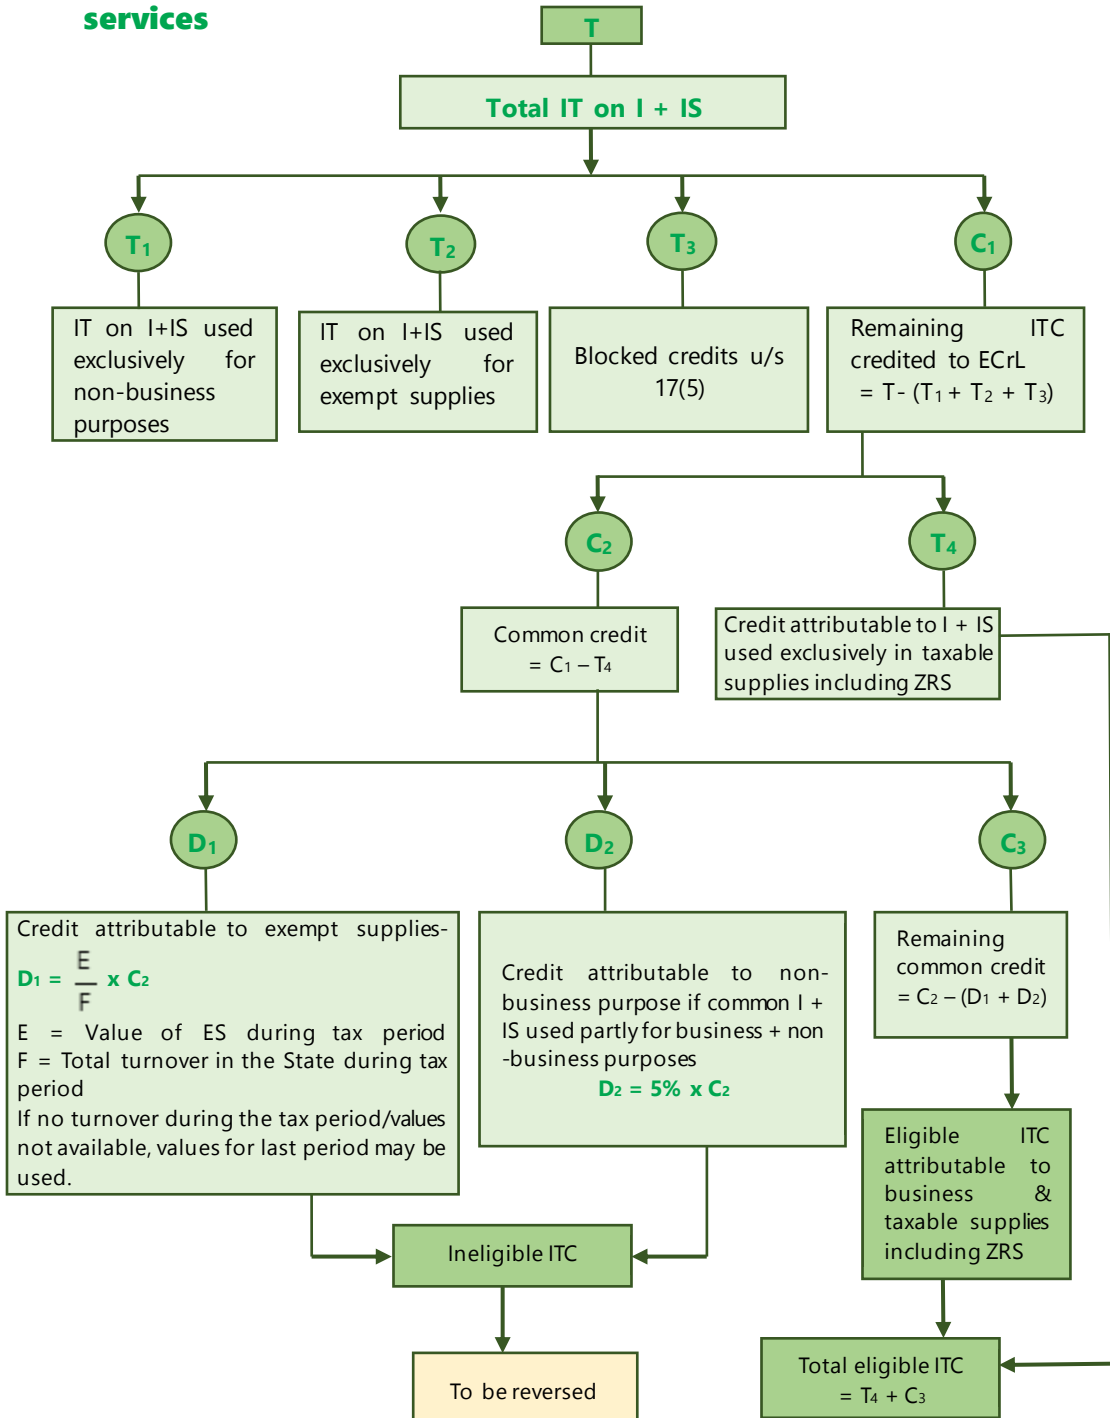 services
T
Total IT on I + IS
T1
T2
T3
C1
IT on I+IS used
exclusively for
non-business
purposes
IT on I+IS used
exclusively for
exempt supplies
Blocked credits u/s
17(5)
Remaining ITC
credited to ECrL
= T- (T1 + T2 + T3)
C2
T4
Common credit
= C1 – T4
Credit attributable to I + IS
used exclusively in taxable
supplies including ZRS
D1
D2
C3
Credit attributable to exempt supplies-
D1 = E/F x C2
E = Value of ES during tax period
F = Total turnover in the State during tax
period
If no turnover during the tax period/values
not available, values for last period may be
used.
Credit attributable to non-
business purpose if common I +
IS used partly for business + non
-business purposes
D2 = 5% x C2
Remaining
common credit
= C2 – (D1 + D2)
Eligible ITC
attributable to
business &
taxable supplies
including ZRS
Ineligible ITC
To be reversed
Total eligible ITC
= T4 + C3